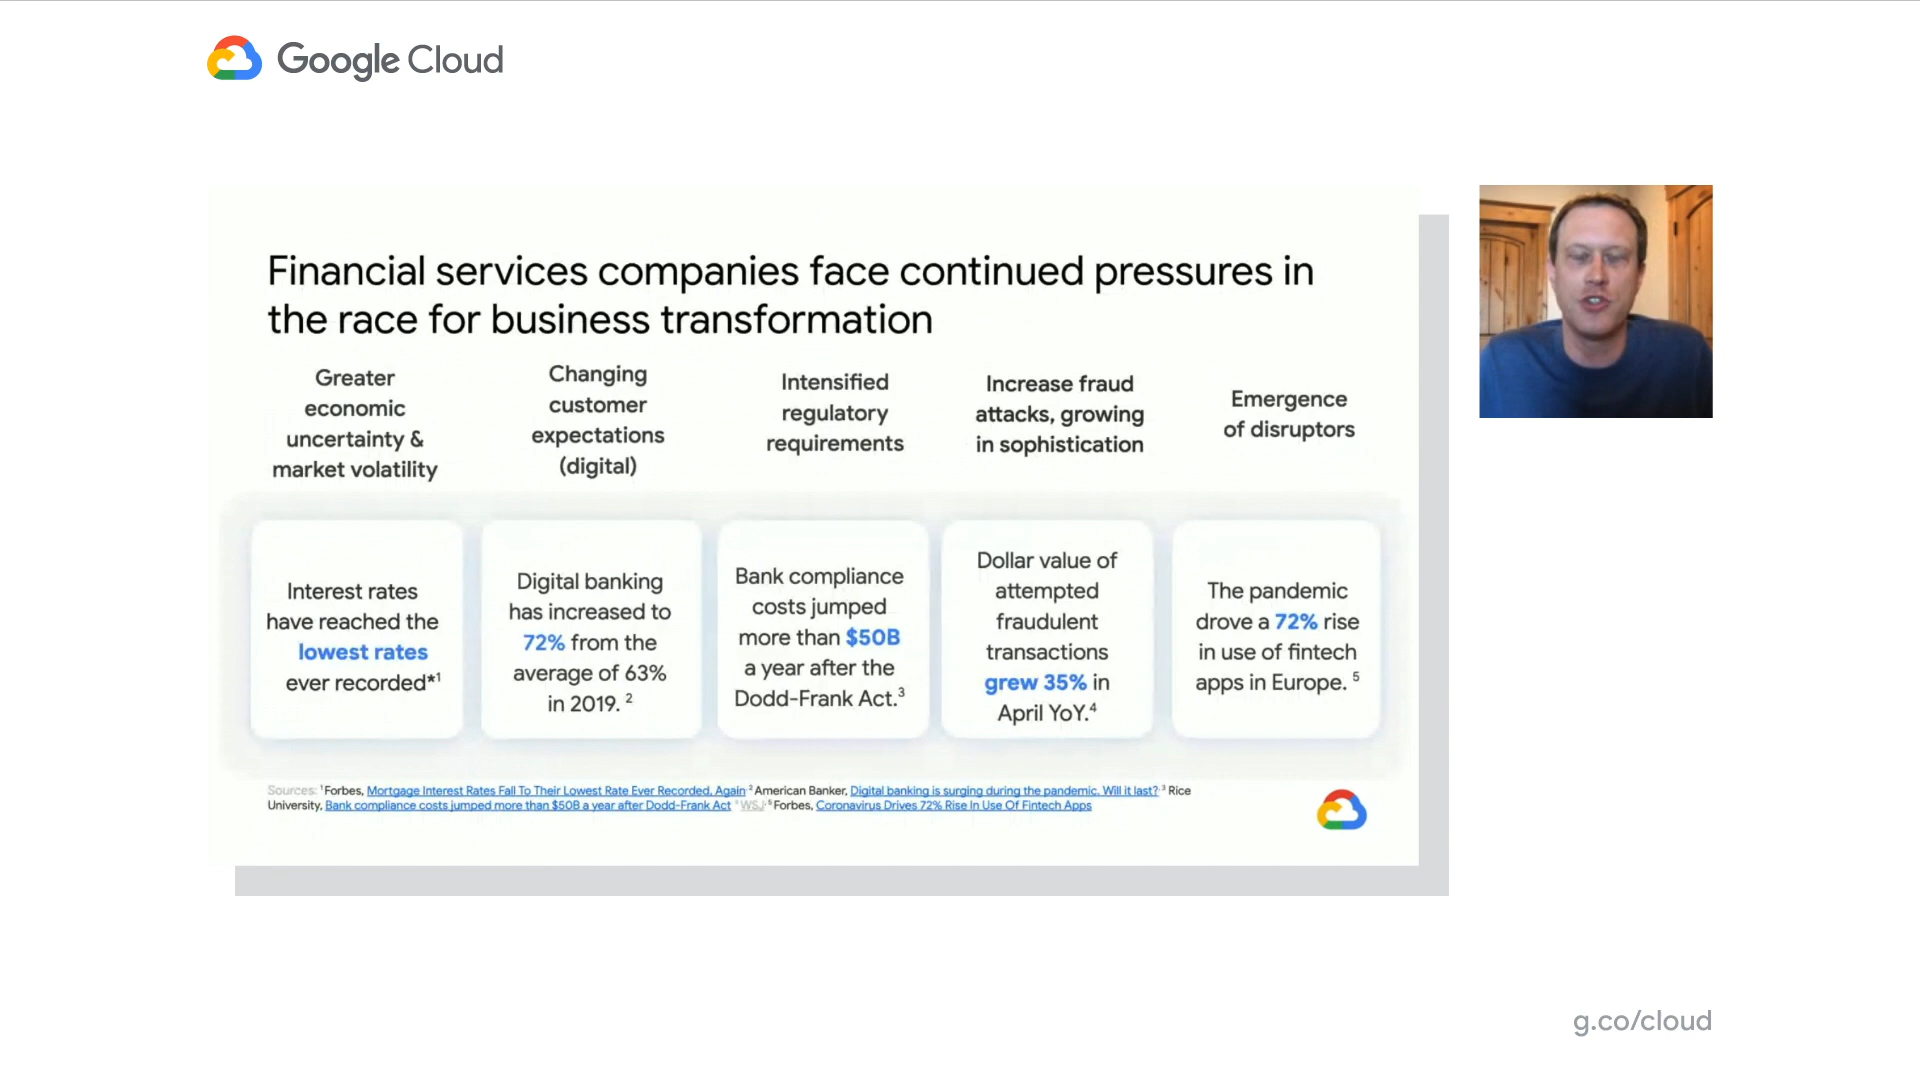 Google Cloud
Financial services companies face continued pressures in
the race for business transformation
Greater
economic
uncertainty &
market volatility
Changing
customer
expectations
(digital)
Intensified
regulatory
requirements
Increase fraud
attacks, growing
in sophistication
Emergence
of disruptors
Interest rates
have reached the
lowest rates
ever recorded*¹
Digital banking
has increased to
72% from the
average of 63%
in 2019. ²
Bank compliance
costs jumped
more than $50B
a year after the
Dodd-Frank Act.³
Dollar value of
attempted
fraudulent
transactions
grew 35% in
April YoY.⁴
The pandemic
drove a 72% rise
in use of fintech
apps in Europe. ⁵
Sources: ¹Forbes, Mortgage Interest Rates Fall To Their Lowest Rate Ever Recorded, Again ² American Banker, Digital banking is surging during the pandemic. Will it last? ³ Rice
University, Bank compliance costs jumped more than $50B a year after Dodd-Frank Act ⁴ WSJ ⁵ Forbes, Coronavirus Drives 72% Rise In Use Of Fintech Apps
g.co/cloud